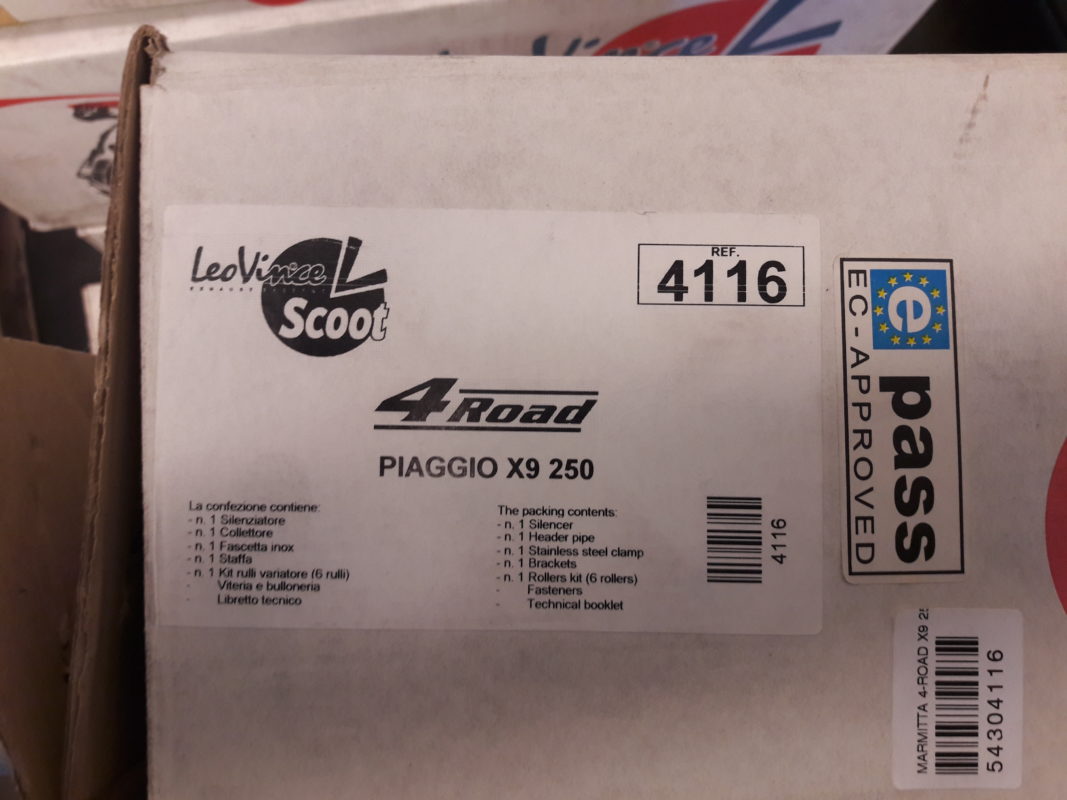 LeoVince
LeoVince
Scoot
REF.
4116
4Road
PIAGGIO X9 250
La confezione contiene:
- n. 1 Silenziatore
- n. 1 Collettore
- n. 1 Fascetta inox
- n. 1 Staffa
- n. 1 Kit rulli variatore (6 rulli)
- Viteria e bulloneria
- Libretto tecnico
The packing contents:
- n. 1 Silencer
- n. 1 Header pipe
- n. 1 Stainless steel clamp
- n. 1 Brackets
- n. 1 Rollers kit (6 rollers)
- Fasteners
- Technical booklet
4116
e pass
EC-APPROVED
MARMITTA 4-ROAD X9
54304116